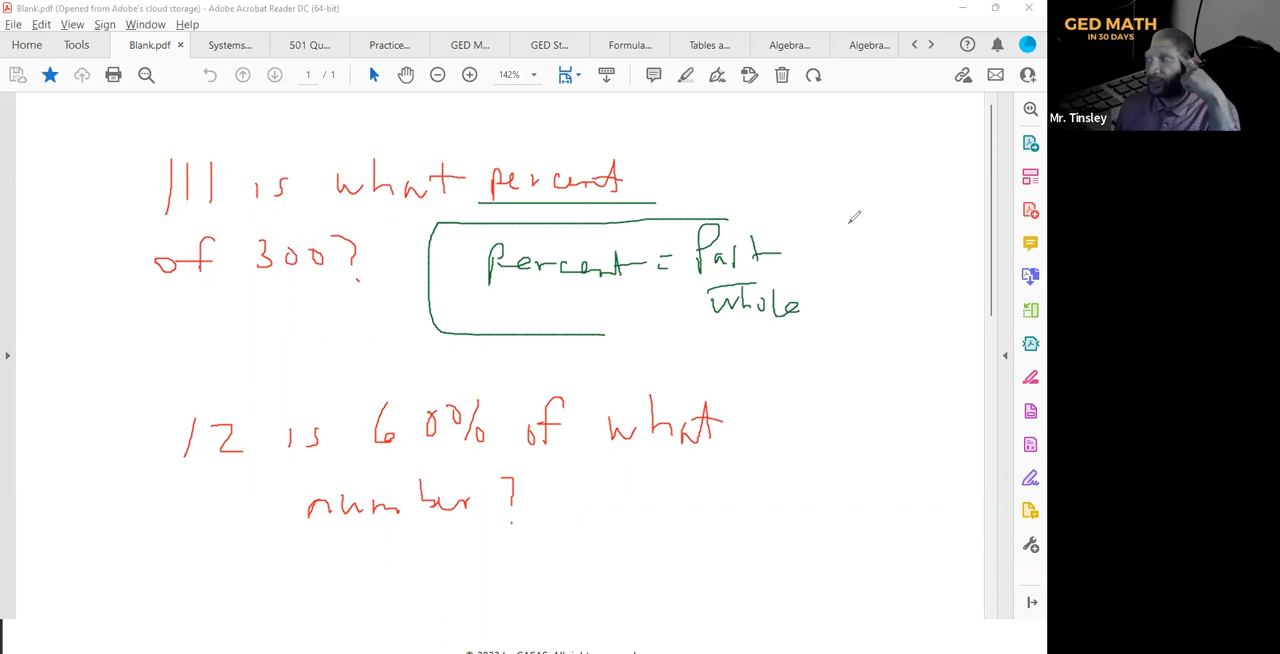 Blank.pdf (Opened from Adobe's cloud storage) - Adobe Acrobat Reader DC (64-bit)
File Edit View Sign Window Help
Home Tools Blank.pdf × Systems... 501 Qu... Practice... GED M... GED St... Formula... Tables a... Algebra... Algebra...
1 / 1 142%
GED MATH
IN 30 DAYS
Mr. Tinsley
111 is what percent
of 300?
Percent = Part
whole
12 is 60% of what
number?